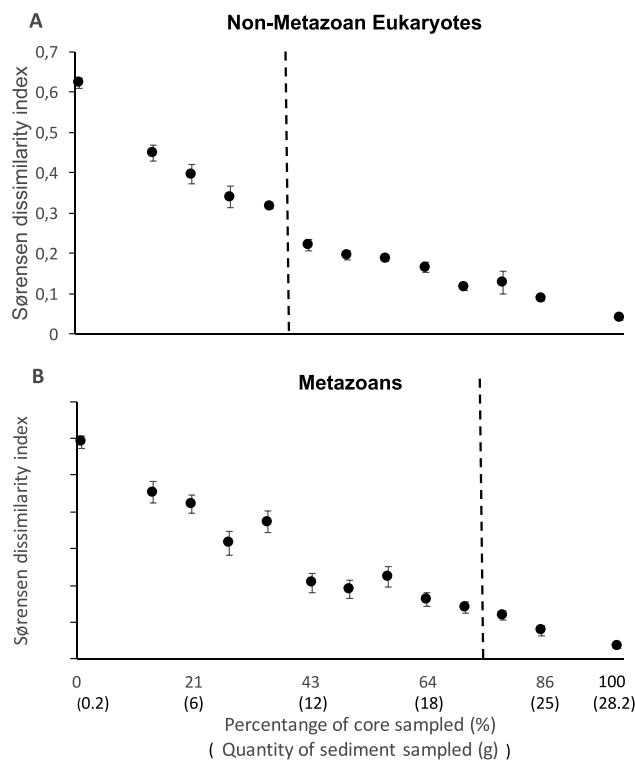 A
Non-Metazoan Eukaryotes
Sørensen dissimilarity index
0,7
0,6
0,5
0,4
0,3
0,2
0,1
0
B
Metazoans
Sørensen dissimilarity index
0 21 43 64 86 100
(0.2) (6) (12) (18) (25) (28.2)
Percentange of core sampled (%)
( Quantity of sediment sampled (g) )